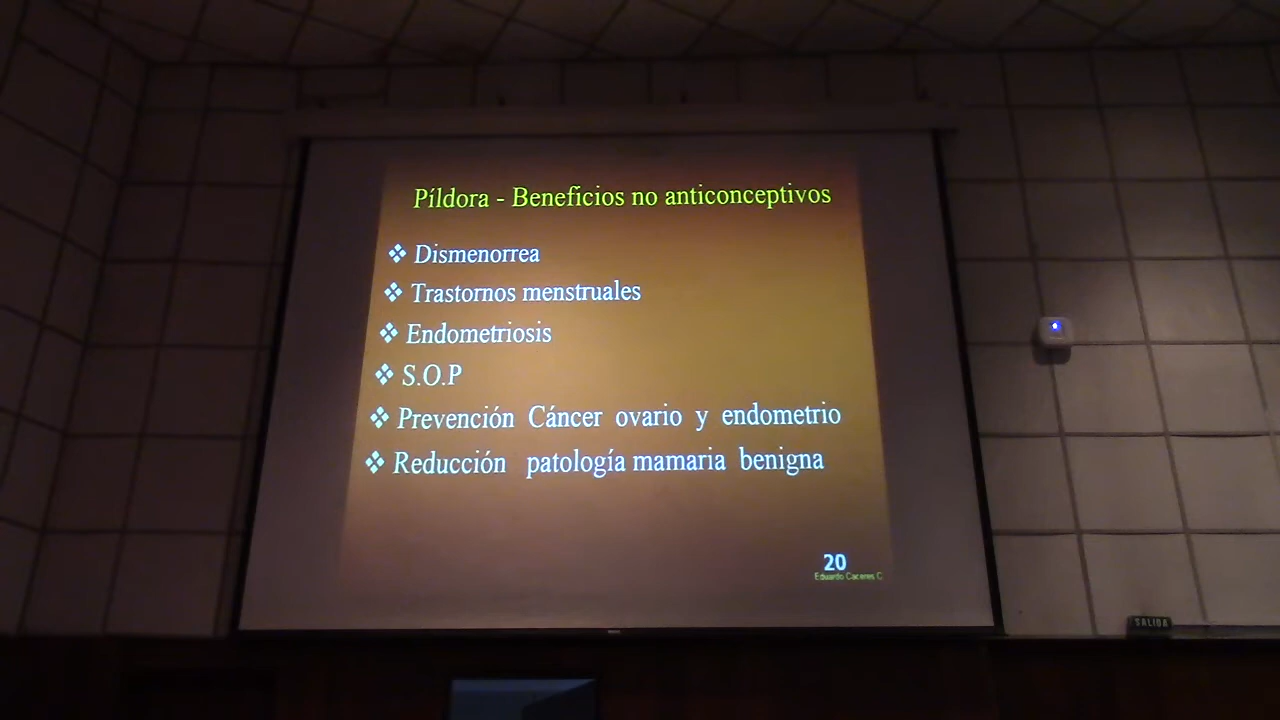 Píldora - Beneficios no anticonceptivos
❖ Dismenorrea
❖ Trastornos menstruales
❖ Endometriosis
❖ S.O.P
❖ Prevención Cáncer ovario y endometrio
❖ Reducción patología mamaria benigna
20
Eduardo Caceres C
SALIDA